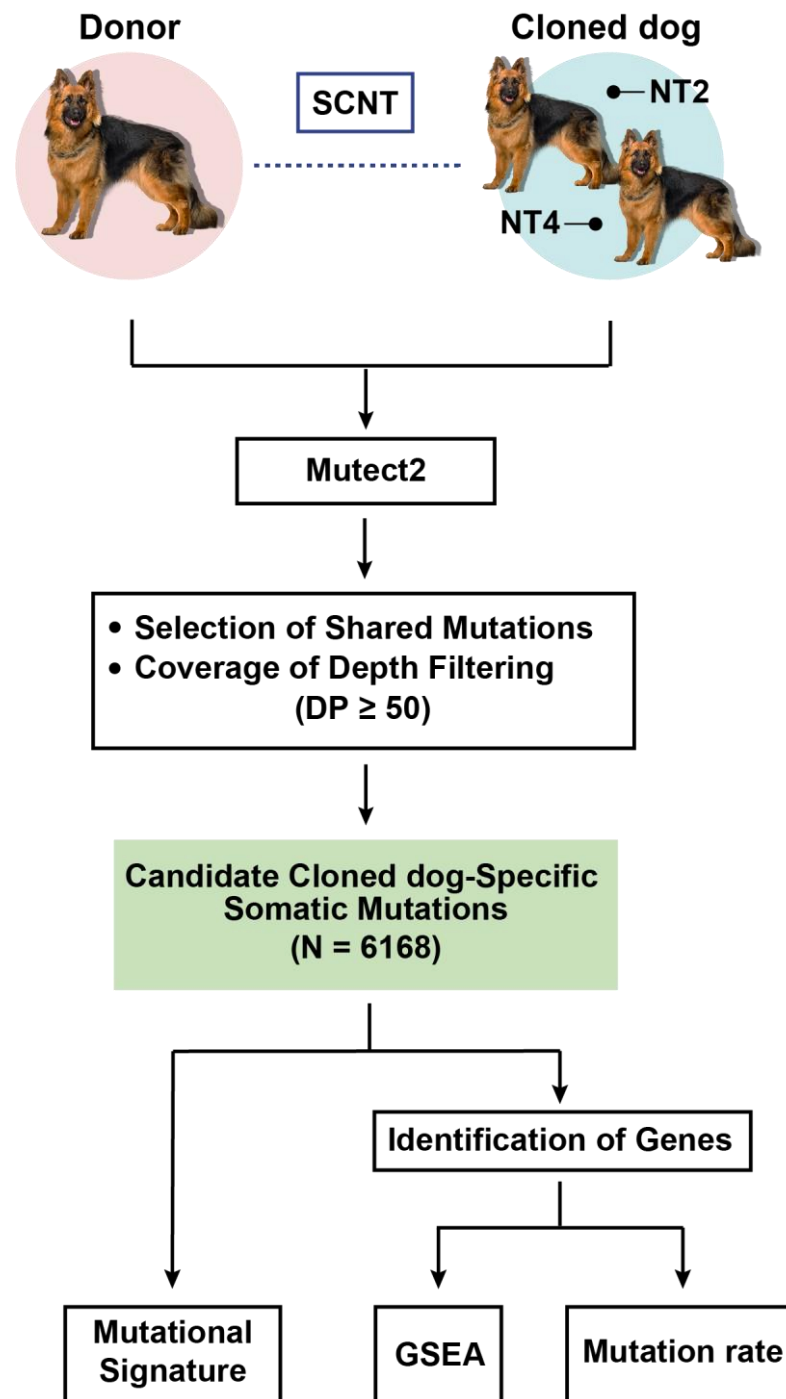 Donor
Cloned dog
SCNT
NT2
NT4
Mutect2
• Selection of Shared Mutations
• Coverage of Depth Filtering
(DP ≥ 50)
Candidate Cloned dog-Specific
Somatic Mutations
(N = 6168)
Identification of Genes
Mutational
Signature
GSEA
Mutation rate